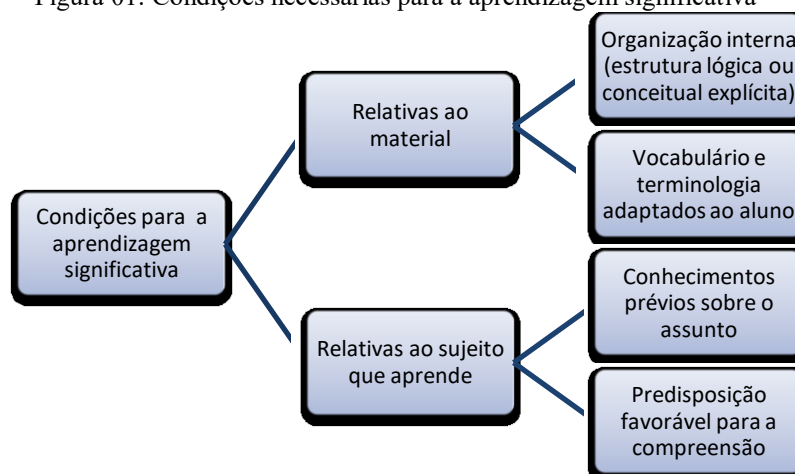 Figura 01: Condições necessárias para a aprendizagem significativa
Organização interna
(estrutura lógica ou
conceitual explícita)
Relativas ao
material
Vocabulário e
terminologia
adaptados ao aluno
Condições para a
aprendizagem
significativa
Conhecimentos
prévios sobre o
assunto
Relativas ao sujeito
que aprende
Predisposição
favorável para a
compreensão